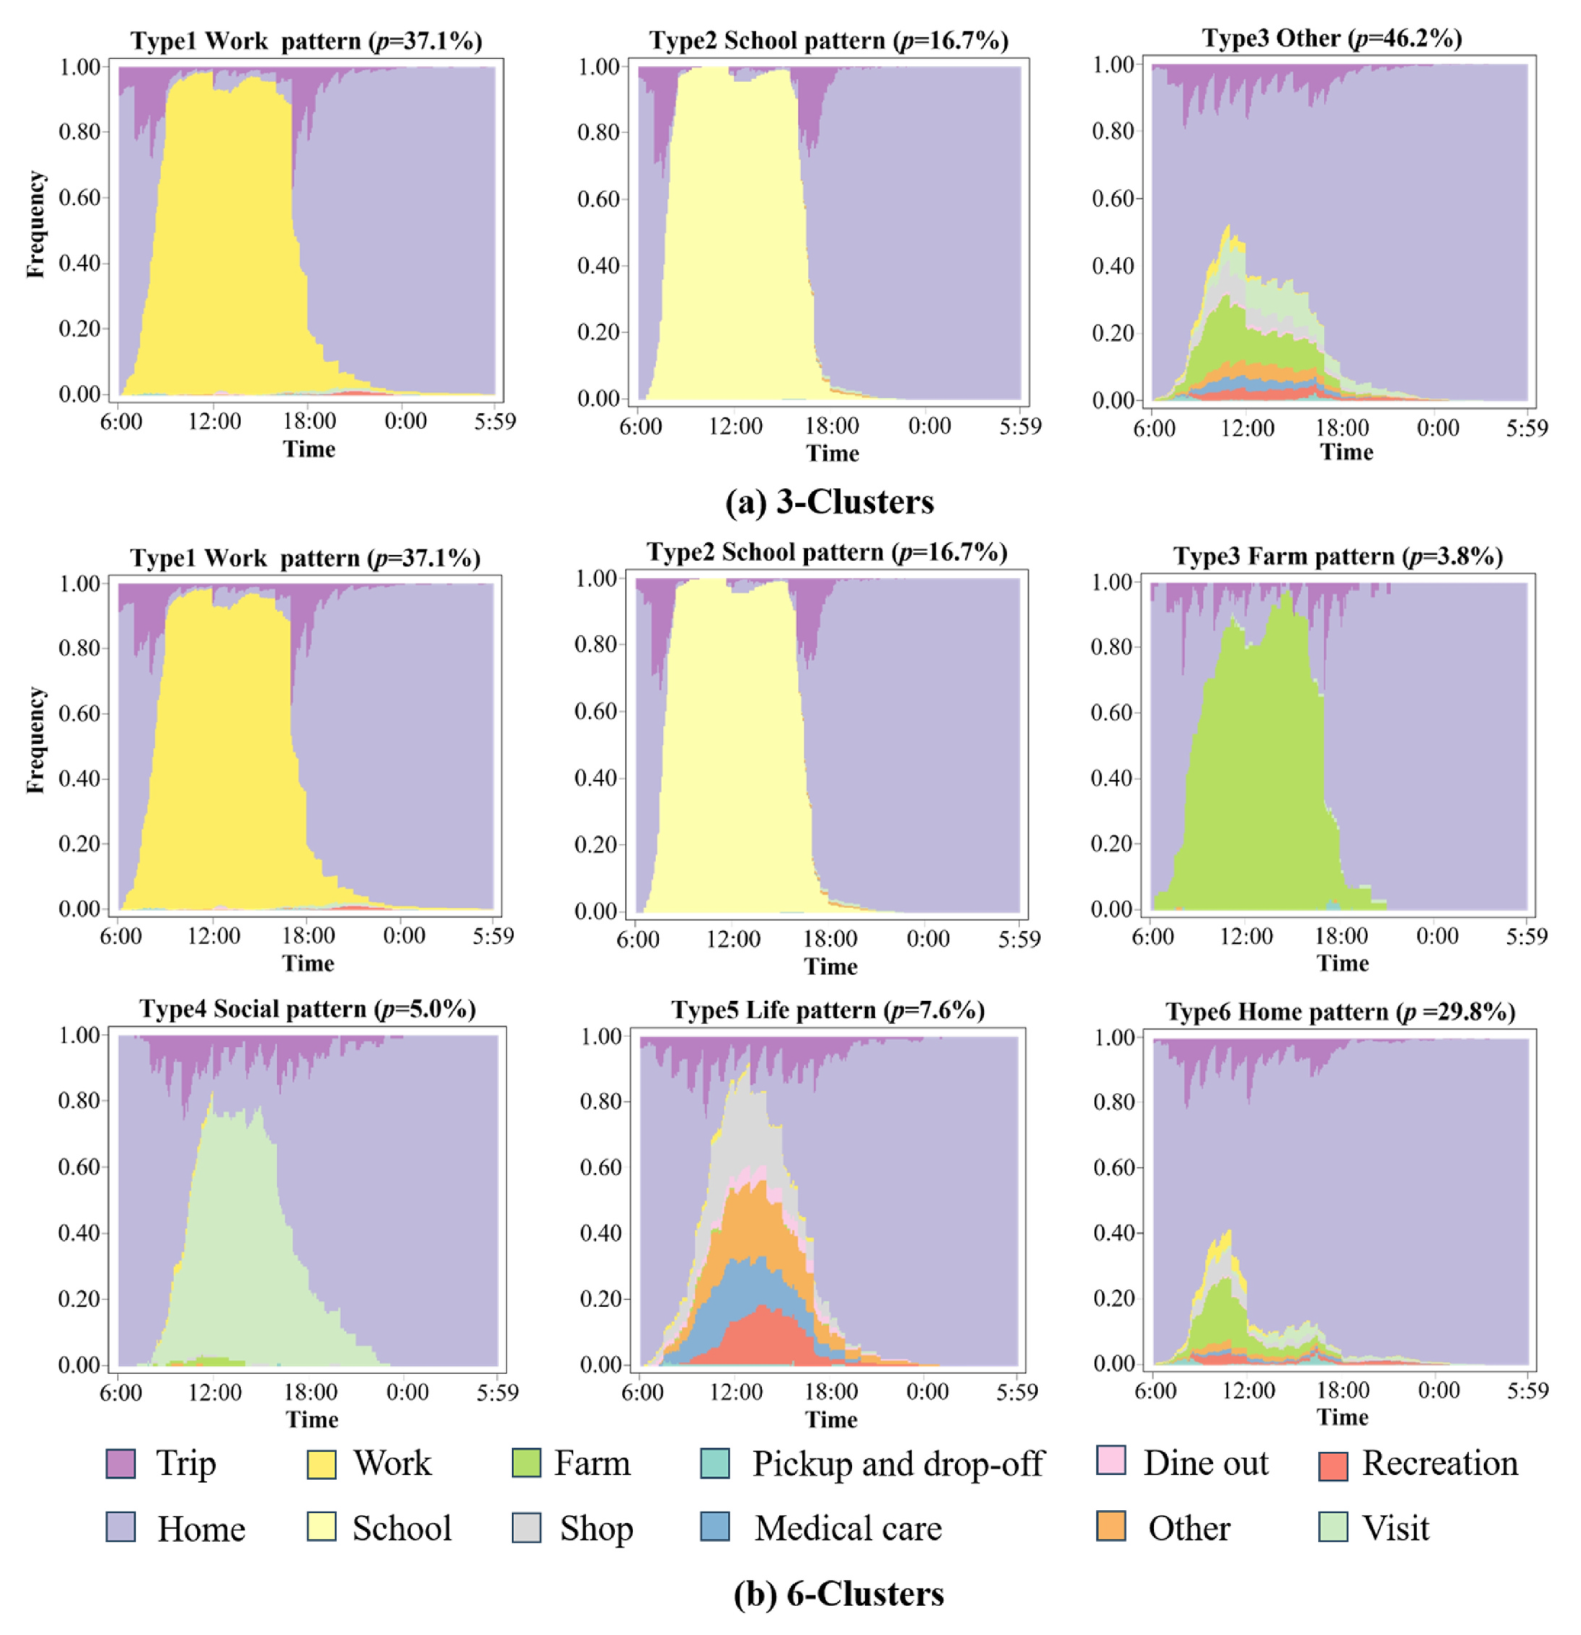 Type1 Work  pattern (p=37.1%)
Type2 School pattern (p=16.7%)
Type3 Other (p=46.2%)
1.00
0.80
0.60
0.40
0.20
0.00
Frequency
6:00 12:00 18:00 0:00 5:59
Time
1.00
0.80
0.60
0.40
0.20
0.00
6:00 12:00 18:00 0:00 5:59
Time
1.00
0.80
0.60
0.40
0.20
0.00
6:00 12:00 18:00 0:00 5:59
Time
(a) 3-Clusters
Type1 Work  pattern (p=37.1%)
Type2 School pattern (p=16.7%)
Type3 Farm pattern (p=3.8%)
1.00
0.80
0.60
0.40
0.20
0.00
Frequency
6:00 12:00 18:00 0:00 5:59
Time
1.00
0.80
0.60
0.40
0.20
0.00
6:00 12:00 18:00 0:00 5:59
Time
1.00
0.80
0.60
0.40
0.20
0.00
6:00 12:00 18:00 0:00 5:59
Time
Type4 Social pattern (p=5.0%)
Type5 Life pattern (p=7.6%)
Type6 Home pattern (p =29.8%)
1.00
0.80
0.60
0.40
0.20
0.00
6:00 12:00 18:00 0:00 5:59
Time
1.00
0.80
0.60
0.40
0.20
0.00
6:00 12:00 18:00 0:00 5:59
Time
1.00
0.80
0.60
0.40
0.20
0.00
6:00 12:00 18:00 0:00 5:59
Time
Trip Work Farm Pickup and drop-off Dine out Recreation
Home School Shop Medical care Other Visit
(b) 6-Clusters